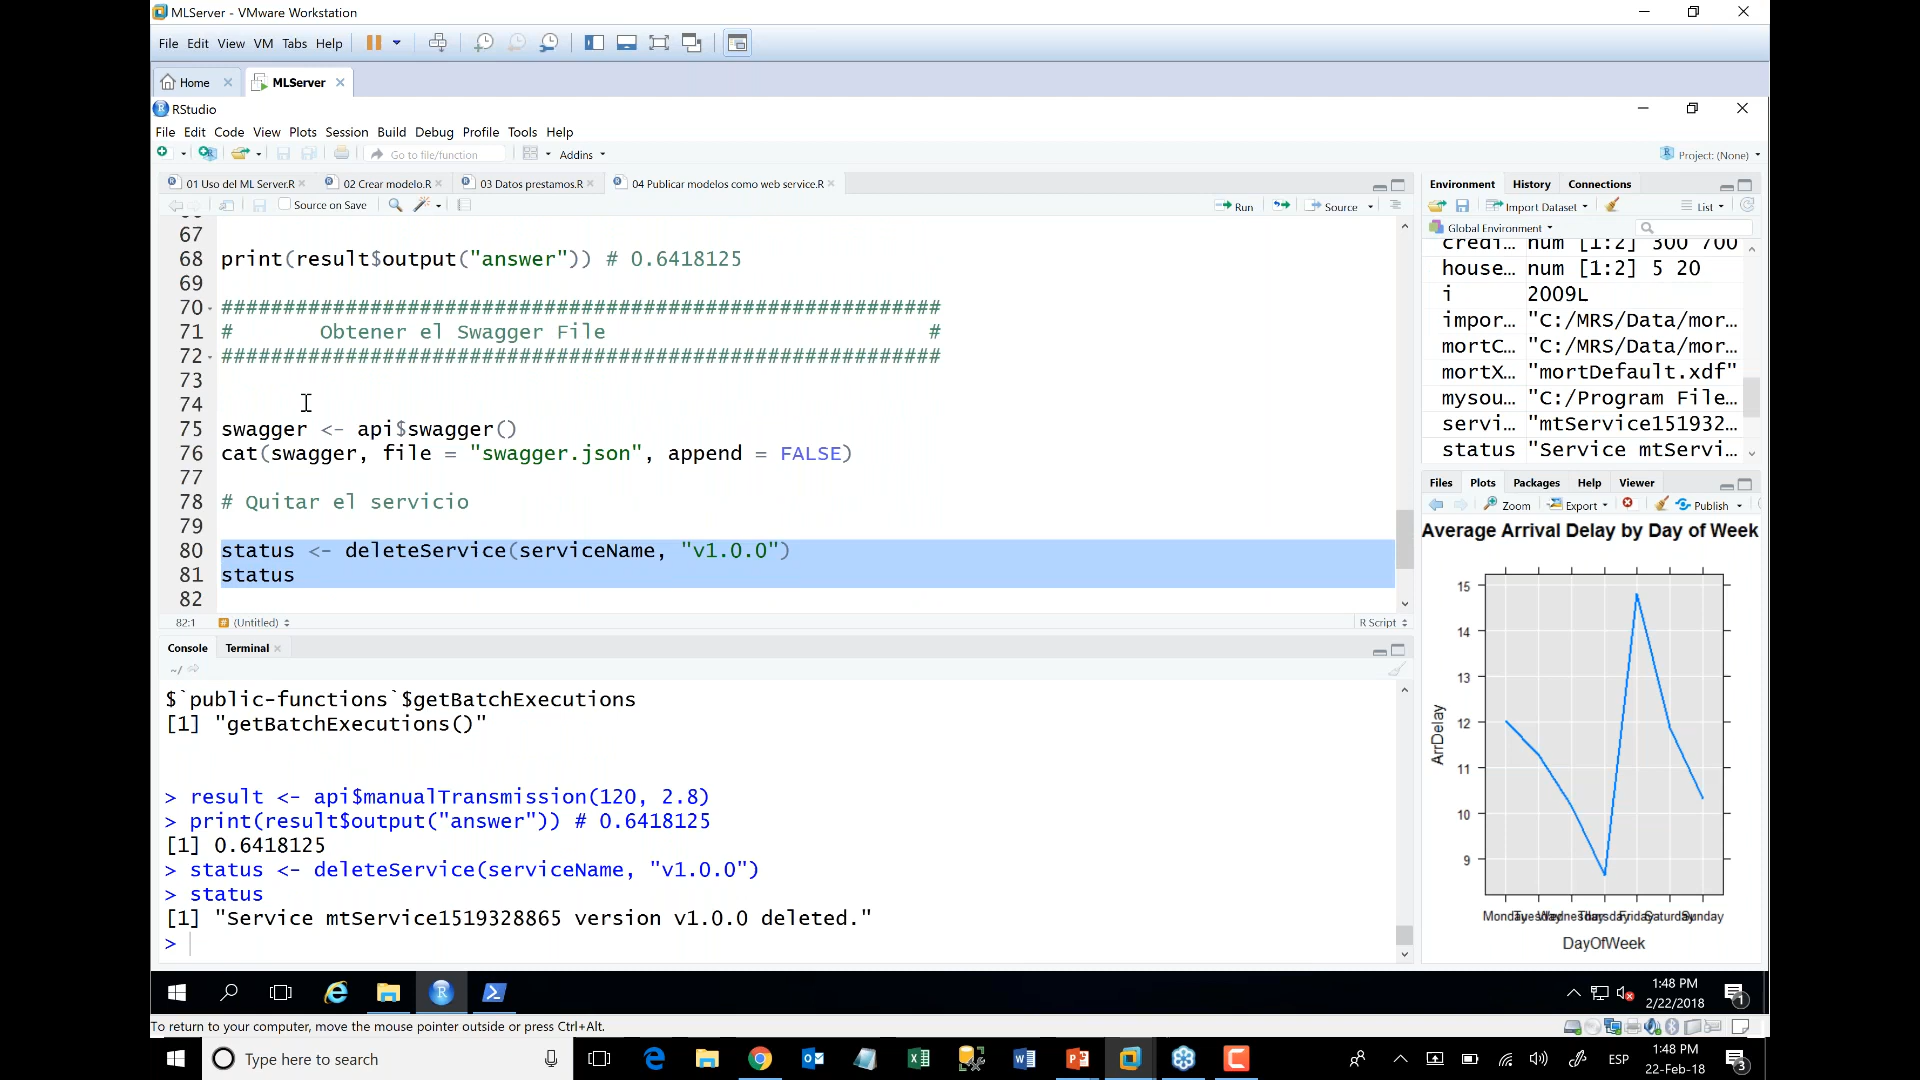 MLServer - VMware Workstation
File Edit View VM Tabs Help
Home MLServer
RStudio
File Edit Code View Plots Session Build Debug Profile Tools Help
Go to file/function Addins Project: (None)
01 Uso del ML Server.R 02 Crear modelo.R 03 Datos prestamos.R 04 Publicar modelos como web service.R
Source on Save Run Source
67
68 print(result$output("answer")) # 0.6418125
69
70 ##########################################################
71 # Obtener el Swagger File #
72 ##########################################################
73
74
75 swagger <- api$swagger()
76 cat(swagger, file = "swagger.json", append = FALSE)
77
78 # Quitar el servicio
79
80 status <- deleteService(serviceName, "v1.0.0")
81 status
82
82:1 (Untitled) R Script
Console Terminal
~/
$`public-functions`$getBatchExecutions
[1] "getBatchExecutions()"
> result <- api$manualTransmission(120, 2.8)
> print(result$output("answer")) # 0.6418125
[1] 0.6418125
> status <- deleteService(serviceName, "v1.0.0")
> status
[1] "Service mtService1519328865 version v1.0.0 deleted."
>
Environment History Connections
Import Dataset List
Global Environment
credi... num [1:2] 300 700
house... num [1:2] 5 20
i 2009L
impor... "C:/MRS/Data/mor...
mortC... "C:/MRS/Data/mor...
mortX... "mortDefault.xdf"
mysou... "C:/Program File...
servi... "mtService151932...
status "Service mtServi...
Files Plots Packages Help Viewer
Zoom Export Publish
Average Arrival Delay by Day of Week
15
14
13
12
11
10
9
ArrDelay
Monday Tuesday Wednesday Thursday Friday Saturday Sunday
DayOfWeek
1:48 PM
2/22/2018
1
To return to your computer, move the mouse pointer outside or press Ctrl+Alt.
Type here to search
ESP
1:48 PM
22-Feb-18
3